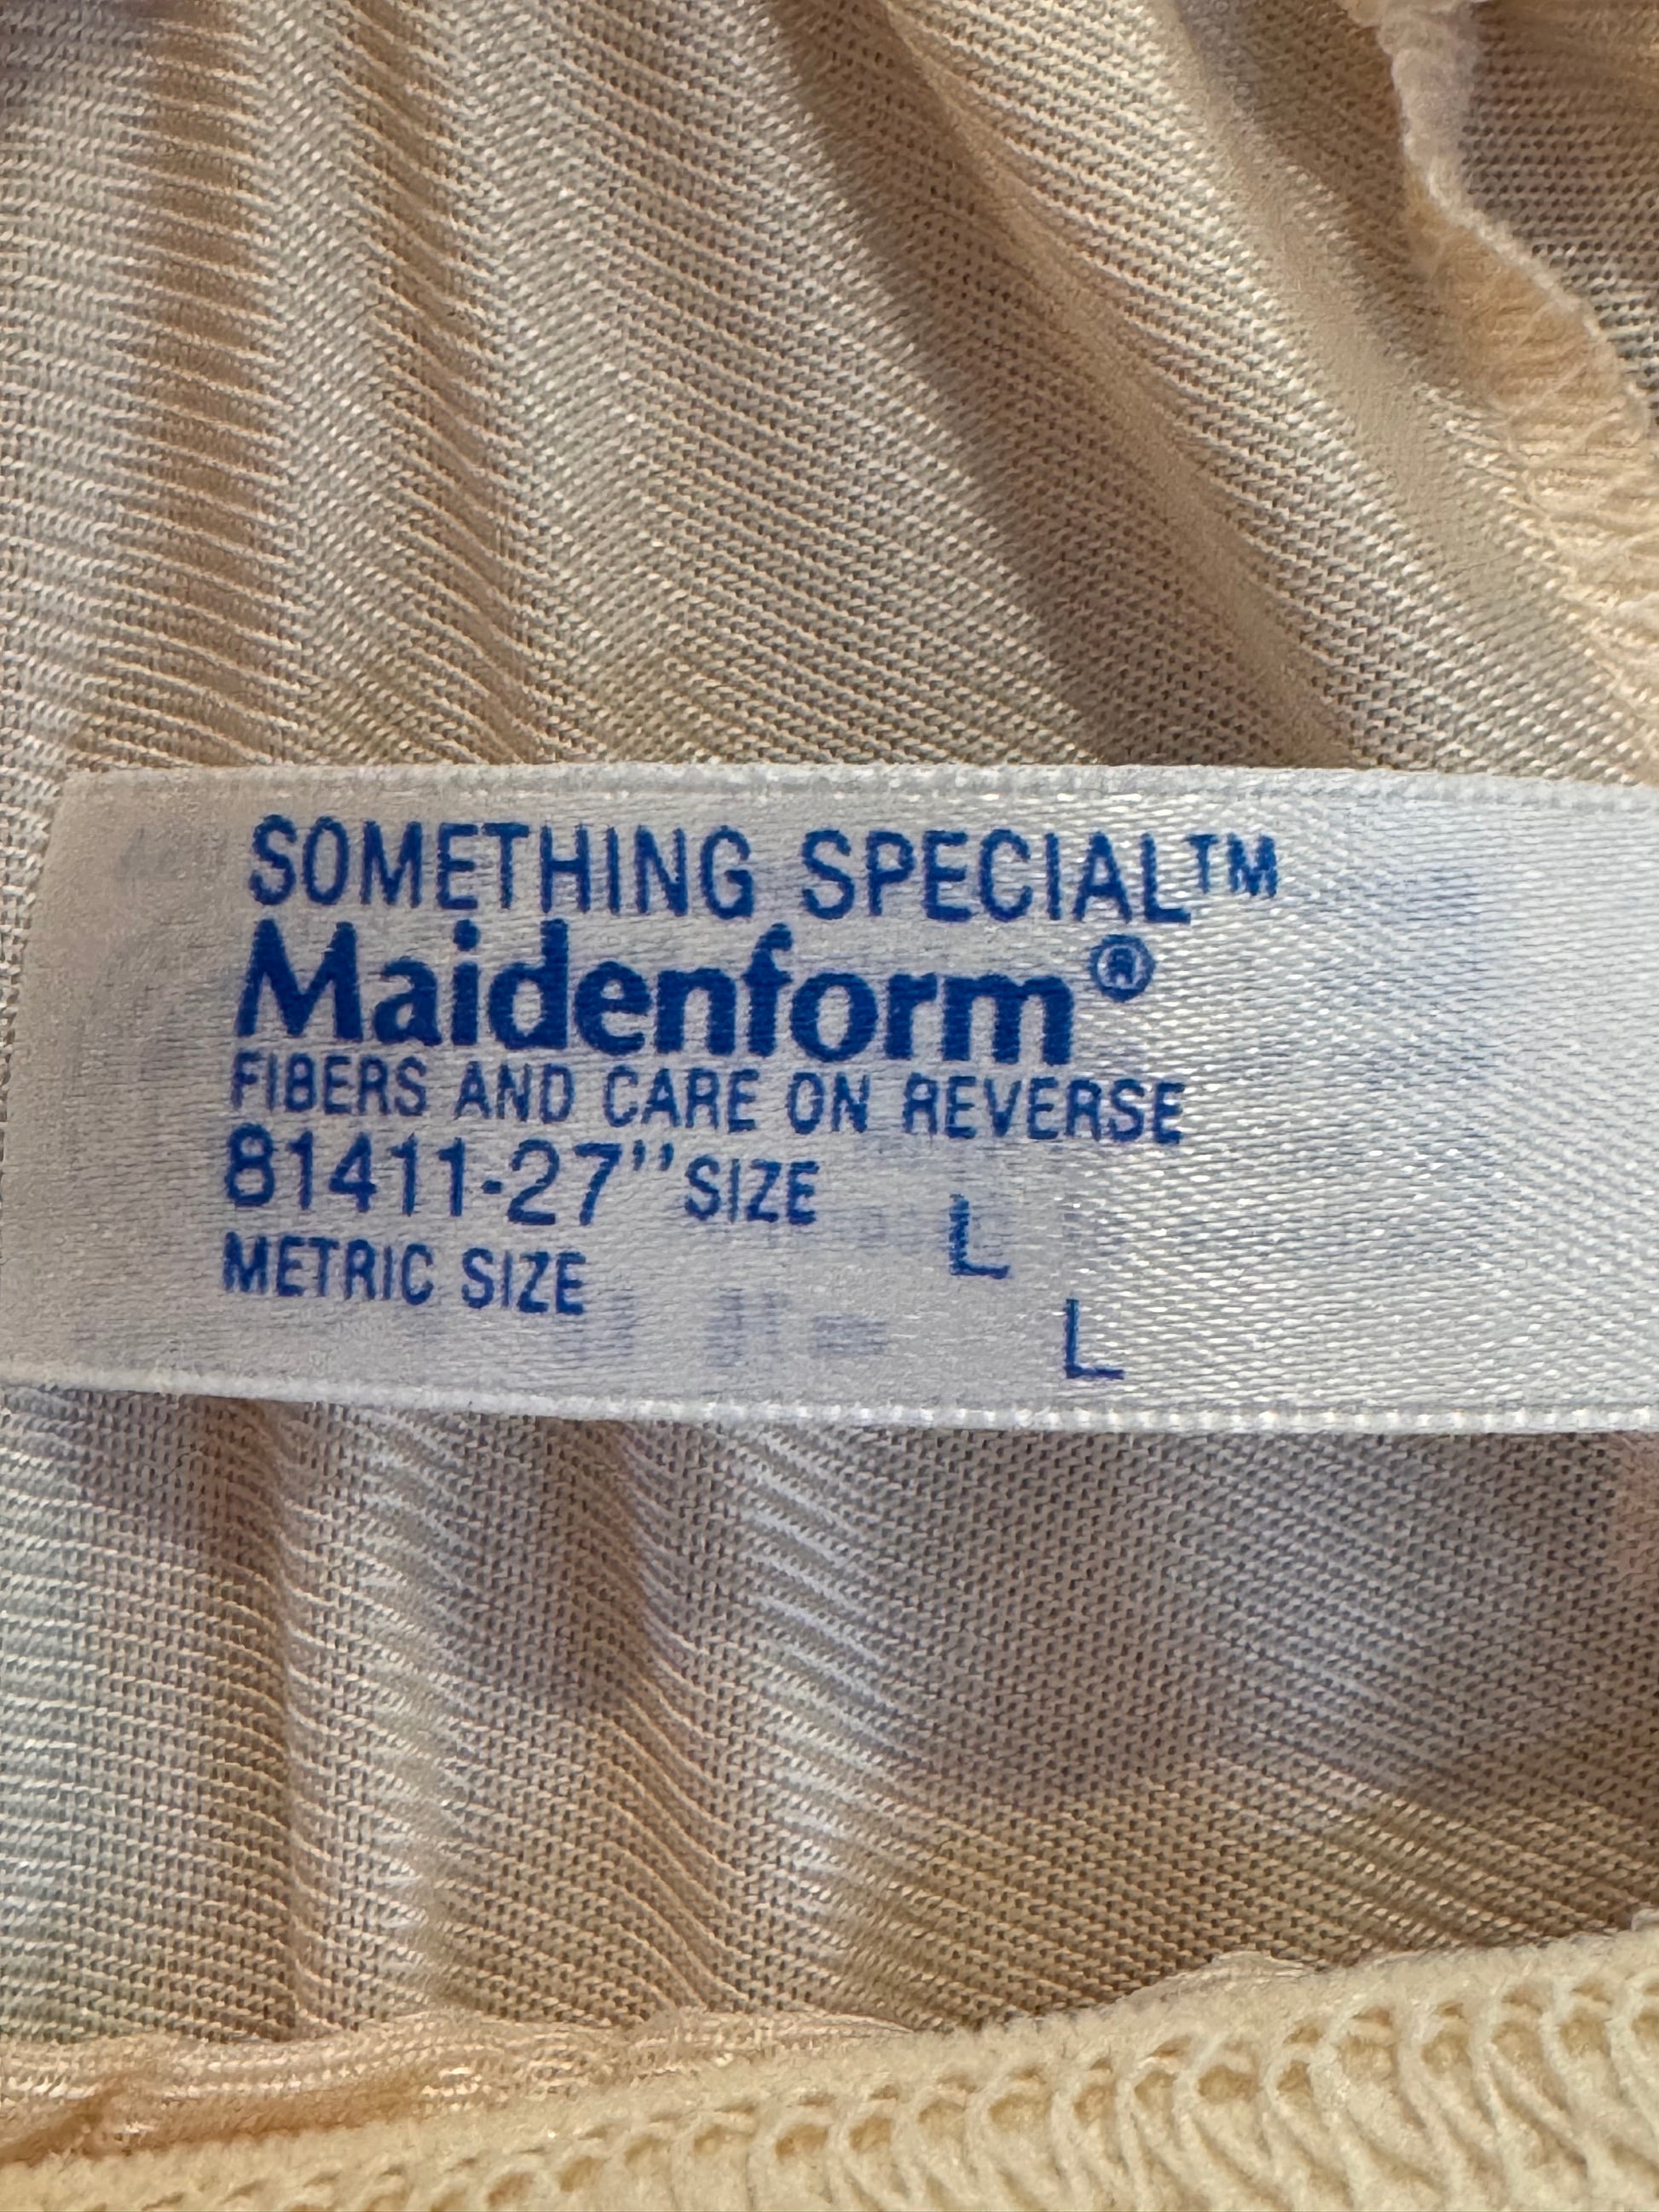 SOMETHING SPECIAL™
Maidenform®
FIBERS AND CARE ON REVERSE
81411-27" SIZE L
METRIC SIZE L